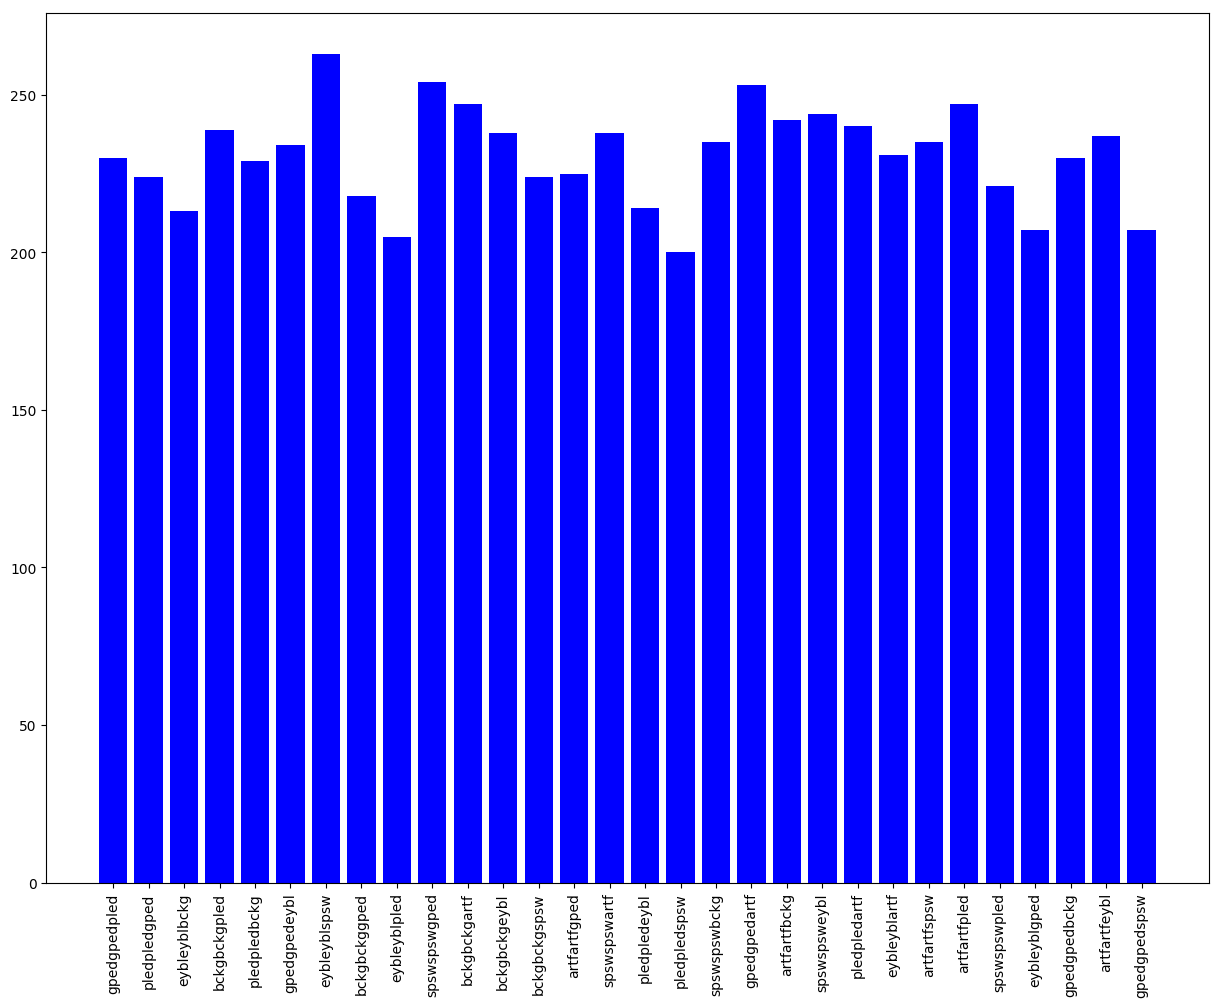 250
200
150
100
50
0
gpedgpedpled
pledpledgped
eybleyblbckg
bckgbckgpled
pledpledbckg
gpedgpedeybl
eybleyblspsw
bckgbckggped
eybleyblpled
spswspswgped
bckgbckgartf
bckgbckgeybl
bckgbckgspsw
artfartfgped
spswspswartf
pledpledeybl
pledpledspsw
spswspswbckg
gpedgpedartf
artfartfbckg
spswspsweybl
pledpledartf
eybleyblartf
artfartfspsw
artfartfpled
spswspswpled
eybleyblgped
gpedgpedbckg
artfartfeybl
gpedgpedspsw